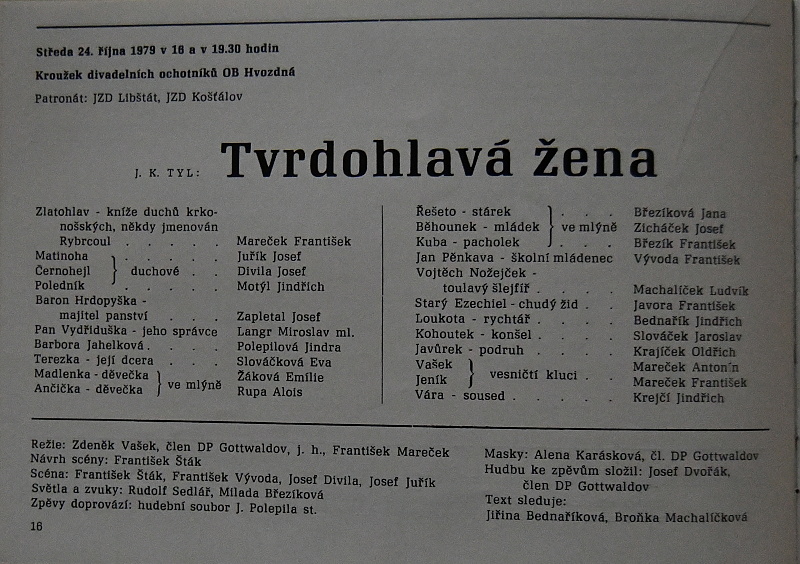 Středa 24. října 1979 v 16 a v 19.30 hodin
Kroužek divadelních ochotníků OB Hvozdná
Patronát: JZD Libštát, JZD Košťálov
J. K. TYL: Tvrdohlavá žena
Zlatohlav - kníže duchů krko-
nošských, někdy jmenován
Rybrcoul . . . . . Mareček František
Matinoha Juřík Josef
Černohejl } duchové . . Divila Josef
Poledník . . . . . Motýl Jindřich
Baron Hrdopyška -
majitel panství . . . Zapletal Josef
Pan Vydřiduška - jeho správce Langr Miroslav ml.
Barbora Jahelková . . . . Polepilová Jindra
Terezka - její dcera . . . Slováčková Eva
Madlenka - děvečka } ve mlýně Žáková Emílie
Ančička - děvečka Rupa Alois
Řešeto - stárek . . . Březíková Jana
Běhounek - mládek } ve mlýně Zicháček Josef
Kuba - pacholek . . . Březík František
Jan Pěnkava - školní mládenec Vývoda František
Vojtěch Nožejček -
toulavý šlejfíř . . . . Machalíček Ludvík
Starý Ezechiel - chudý žid . . Javora František
Loukota - rychtář . . . . Bednařík Jindřich
Kohoutek - konšel . . . . Slováček Jaroslav
Javůrek - podruh . . . . Krajíček Oldřich
Vašek } vesničtí kluci . . Mareček Antonín
Jeník Mareček František
Vára - soused . . . . . Krejčí Jindřich
Režie: Zdeněk Vašek, člen DP Gottwaldov, j. h., František Mareček
Návrh scény: František Šták
Scéna: František Šták, František Vývoda, Josef Divila, Josef Juřík
Světla a zvuky: Rudolf Sedlář, Milada Březíková
Zpěvy doprovází: hudební soubor J. Polepila st.
16
Masky: Alena Karásková, čl. DP Gottwaldov
Hudbu ke zpěvům složil: Josef Dvořák,
člen DP Gottwaldov
Text sleduje:
Jiřina Bednaříková, Broňka Machalíčková